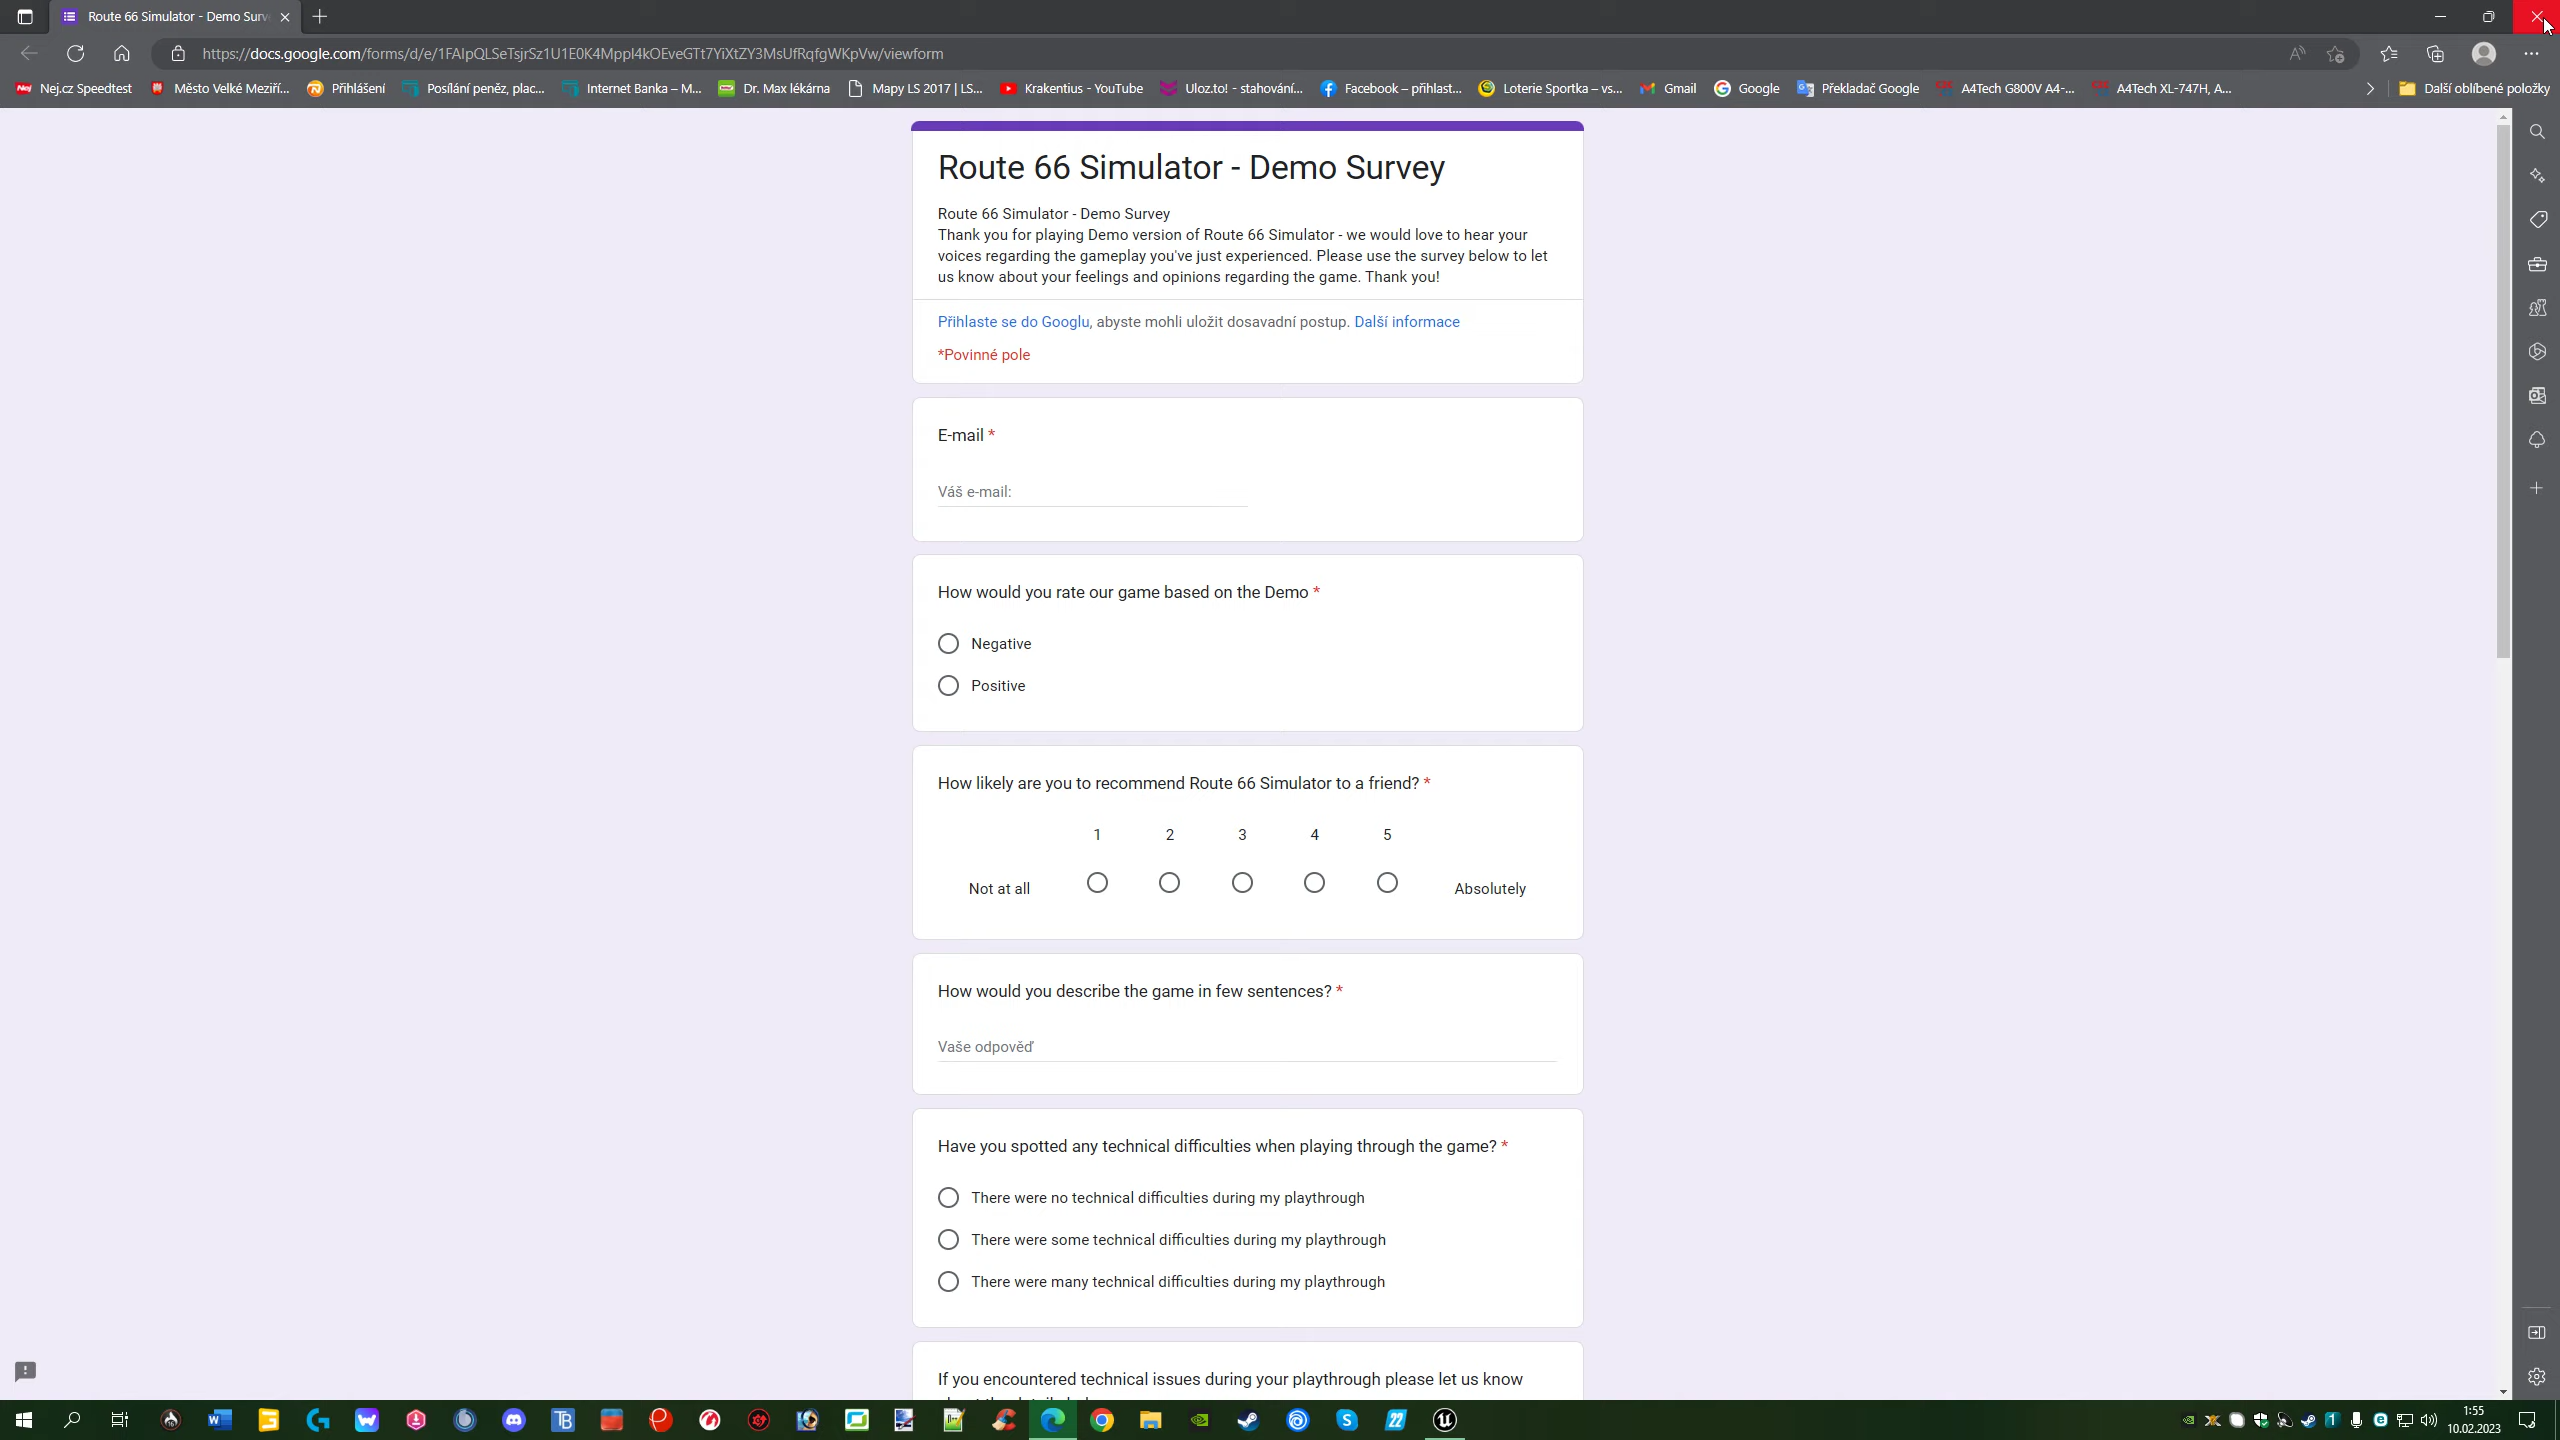 Route 66 Simulator - Demo Surv
https://docs.google.com/forms/d/e/1FAIpQLSeTsjrSz1U1E0K4MppI4kOEveGTt7YiXtZY3MsUfRqfgWKpVw/viewform
Nej.cz Speedtest Město Velké Meziří... Přihlášení Posílání peněz, plac... Internet Banka – M... Dr. Max lékárna Mapy LS 2017 | LS... Krakentius - YouTube Uloz.to! - stahování... Facebook – přihlast... Loterie Sportka – vs... Gmail Google Překladač Google A4Tech G800V A4-... A4Tech XL-747H, A... Další oblíbené položky
Route 66 Simulator - Demo Survey
Route 66 Simulator - Demo Survey
Thank you for playing Demo version of Route 66 Simulator - we would love to hear your
voices regarding the gameplay you've just experienced. Please use the survey below to let
us know about your feelings and opinions regarding the game. Thank you!
Přihlaste se do Googlu, abyste mohli uložit dosavadní postup. Další informace
*Povinné pole
E-mail *
Váš e-mail:
How would you rate our game based on the Demo *
Negative
Positive
How likely are you to recommend Route 66 Simulator to a friend? *
1 2 3 4 5
Not at all Absolutely
How would you describe the game in few sentences? *
Vaše odpověď
Have you spotted any technical difficulties when playing through the game? *
There were no technical difficulties during my playthrough
There were some technical difficulties during my playthrough
There were many technical difficulties during my playthrough
If you encountered technical issues during your playthrough please let us know
1:55
10.02.2023